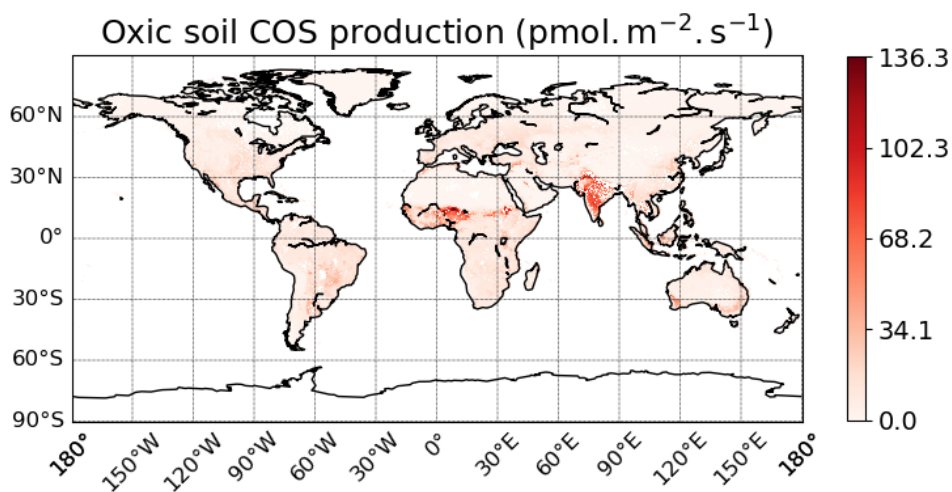 Oxic soil COS production (pmol. m⁻². s⁻¹)
136.3
60°N
102.3
30°N
0°
68.2
30°S
34.1
60°S
90°S
0.0
180° 150°W 120°W 90°W 60°W 30°W 0° 30°E 60°E 90°E 120°E 150°E 180°